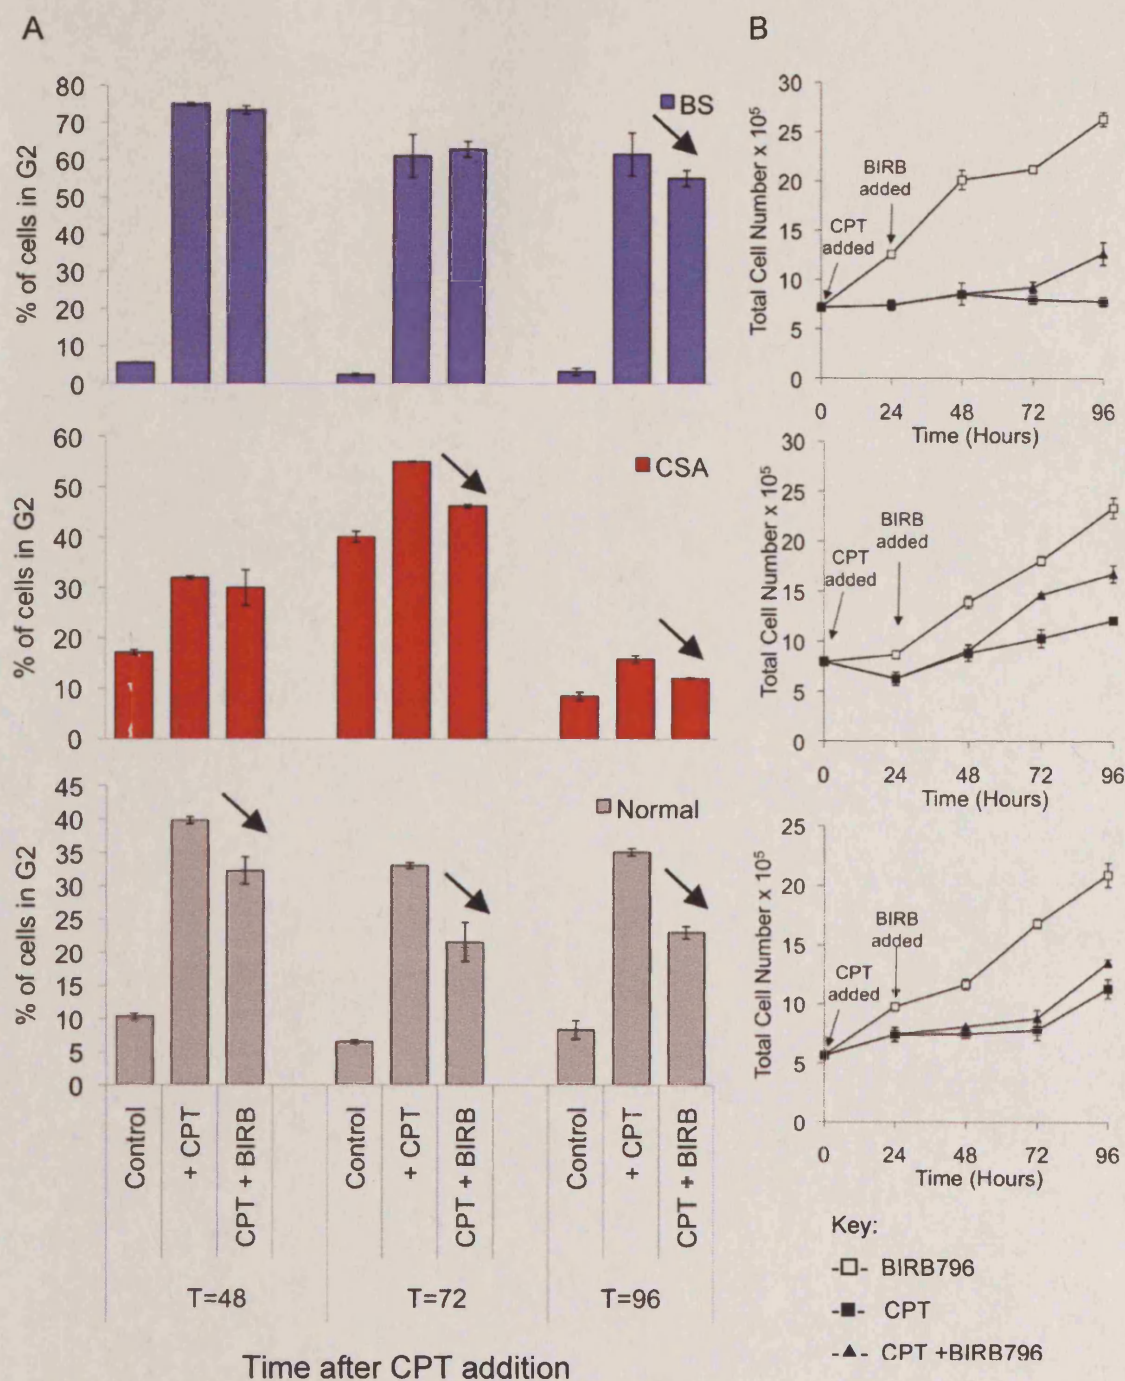 A
80
70
60
50
40
30
20
10
0
% of cells in G2
BS
60
50
40
30
20
10
0
% of cells in G2
CSA
45
40
35
30
25
20
15
10
5
0
% of cells in G2
Normal
Control
+ CPT
CPT + BIRB
Control
+ CPT
CPT + BIRB
Control
+ CPT
CPT + BIRB
T=48
T=72
T=96
Time after CPT addition
B
30
25
20
15
10
5
0
Total Cell Number x 10⁵
BIRB
added
CPT
added
0 24 48 72 96
Time (Hours)
30
25
20
15
10
5
0
Total Cell Number x 10⁵
BIRB
added
CPT
added
0 24 48 72 96
Time (Hours)
25
20
15
10
5
0
Total Cell Number x 10⁵
BIRB
added
CPT
added
0 24 48 72 96
Time (Hours)
Key:
-□- BIRB796
-■- CPT
-▲- CPT +BIRB796